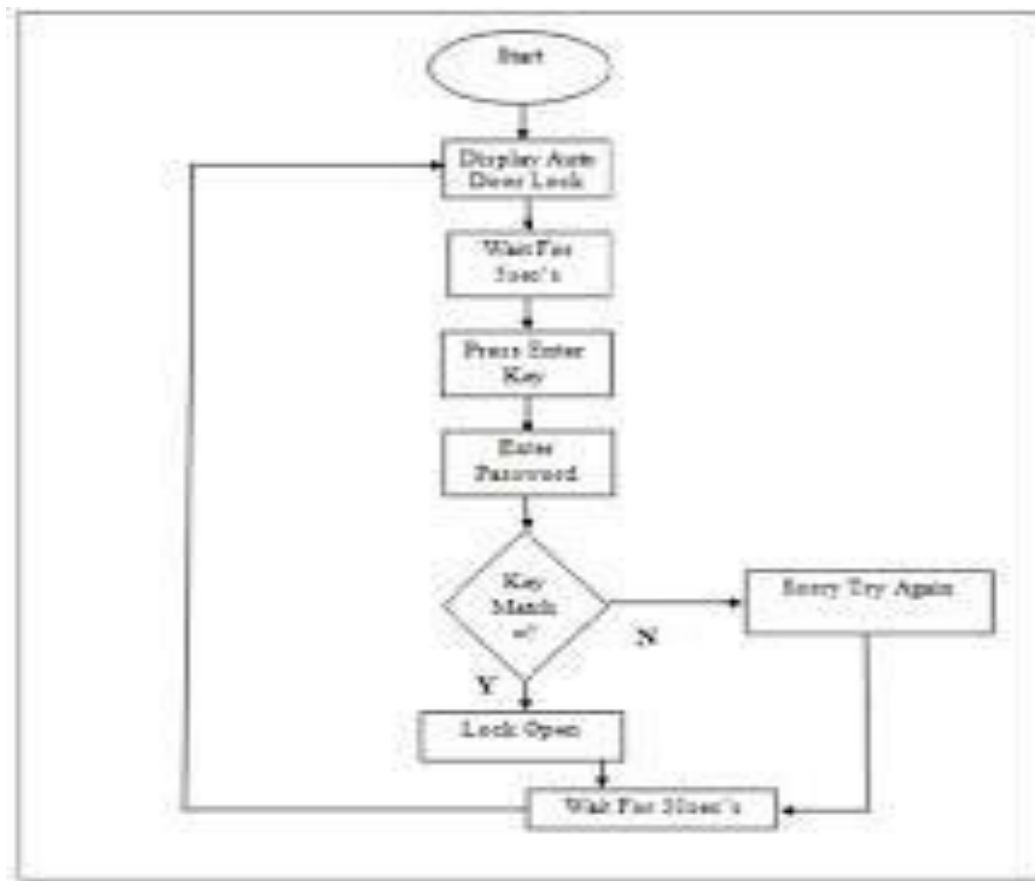 Start
Display Auto
Door Lock
Wait For
Press Enter
Key
Enter
Password
Key
Match
=?
N
Sorry Try Again
Y
Lock Open
Wait For